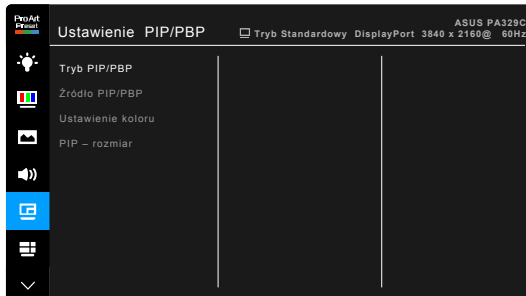 ProArt
Preset
Ustawienie PIP/PBP
ASUS PA329C
Tryb Standardowy DisplayPort 3840 x 2160@ 60Hz
Tryb PIP/PBP
Źródło PIP/PBP
Ustawienie koloru
PIP – rozmiar